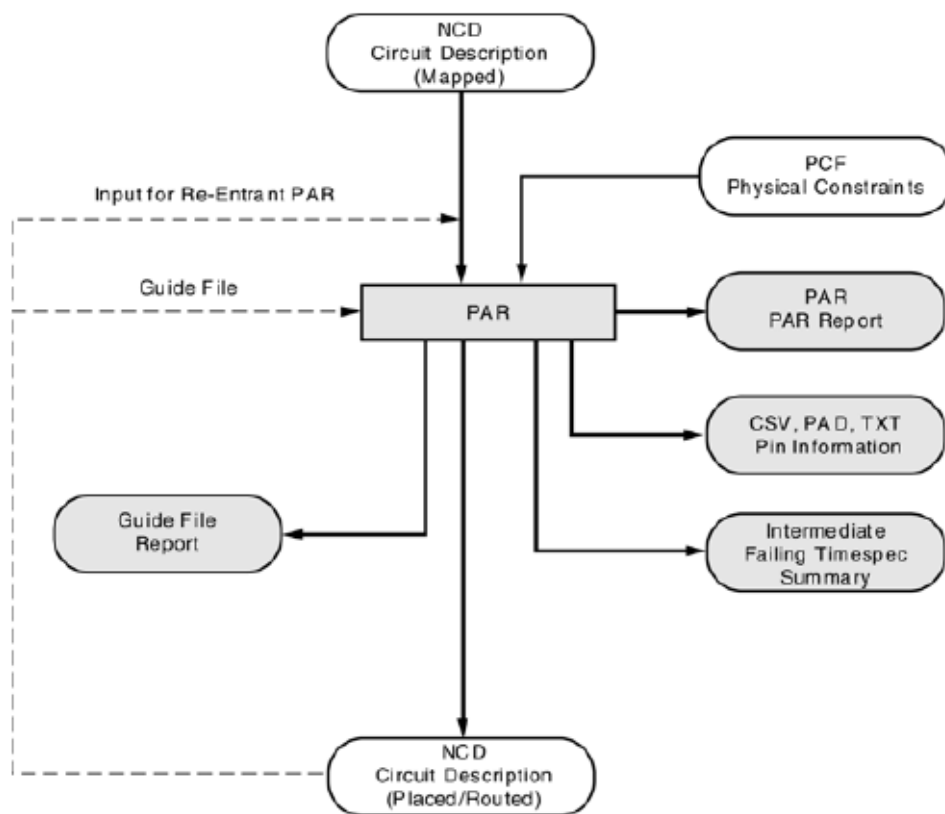 NCD
Circuit Description
(Mapped)
PCF
Physical Constraints
Input for Re-Entrant PAR
Guide File
PAR
PAR
PAR Report
CSV, PAD, TXT
Pin Information
Guide File
Report
Intermediate
Failing Timespec
Summary
NCD
Circuit Description
(Placed/Routed)